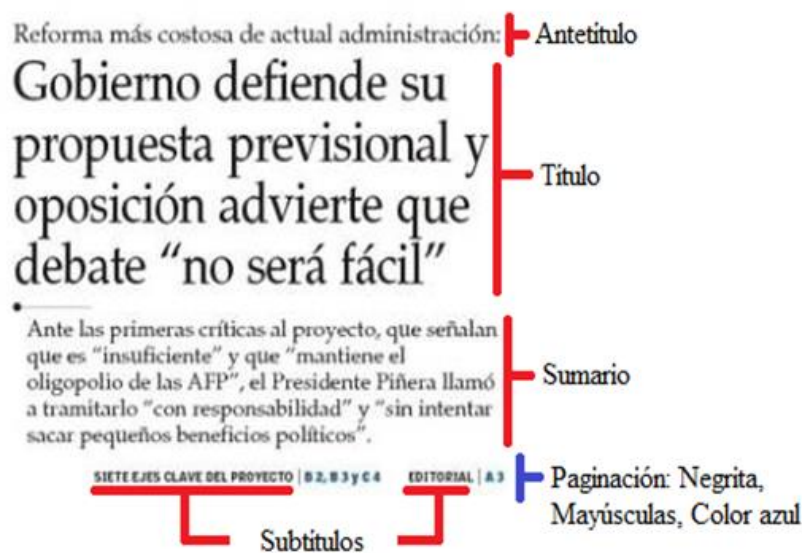 Reforma más costosa de actual administración:
Antetítulo
Gobierno defiende su
propuesta previsional y
oposición advierte que
debate “no será fácil”
Título
Ante las primeras críticas al proyecto, que señalan
que es “insuficiente” y que “mantiene el
oligopolio de las AFP”, el Presidente Piñera llamó
a tramitarlo “con responsabilidad” y “sin intentar
sacar pequeños beneficios políticos”.
Sumario
SIETE EJES CLAVE DEL PROYECTO | B 2, B 3 y C 4 EDITORIAL | A 3
Paginación: Negrita,
Mayúsculas, Color azul
Subtítulos